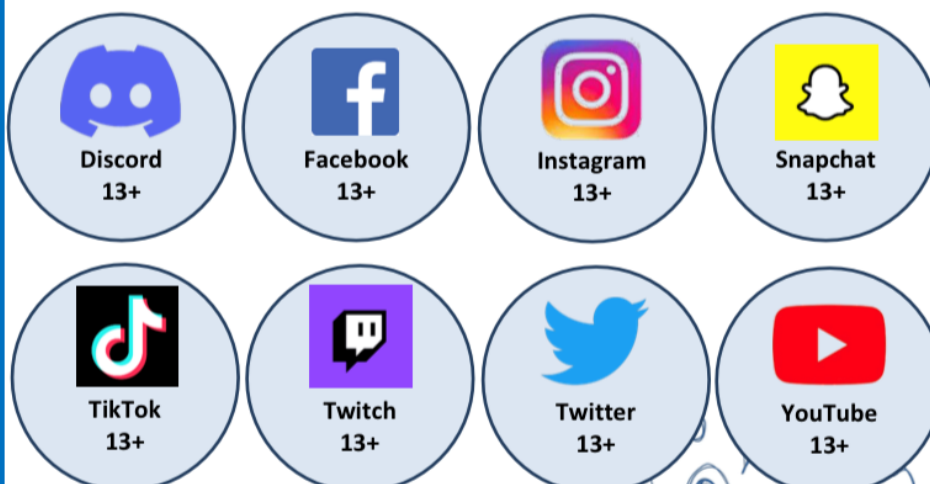 Discord
13+
Facebook
13+
Instagram
13+
Snapchat
13+
TikTok
13+
Twitch
13+
Twitter
13+
YouTube
13+